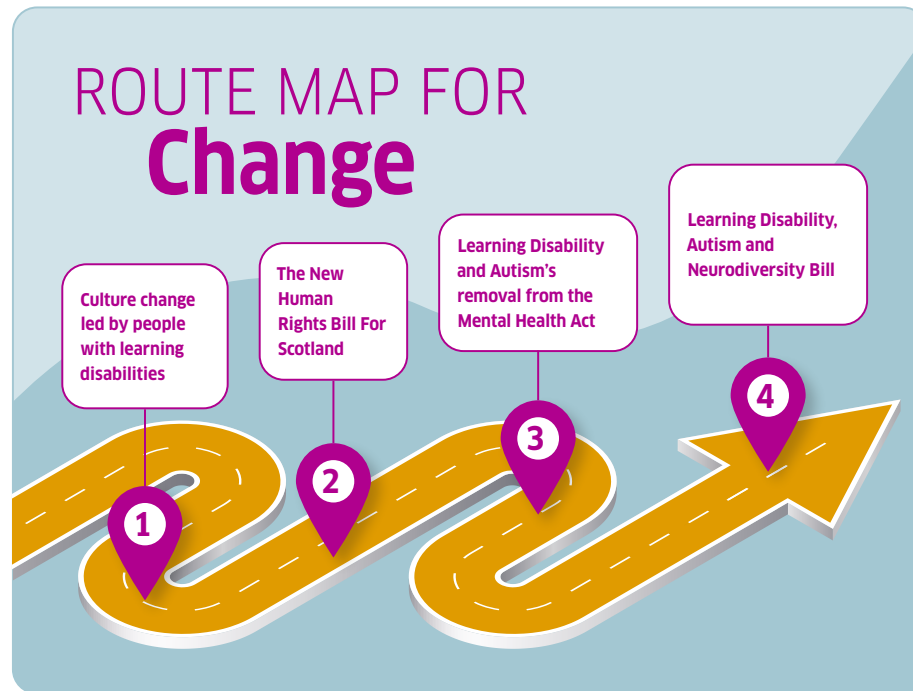 ROUTE MAP FOR
Change
Culture change
led by people
with learning
disabilities
The New
Human
Rights Bill For
Scotland
Learning Disability
and Autism's
removal from the
Mental Health Act
Learning Disability,
Autism and
Neurodiversity Bill
1
2
3
4